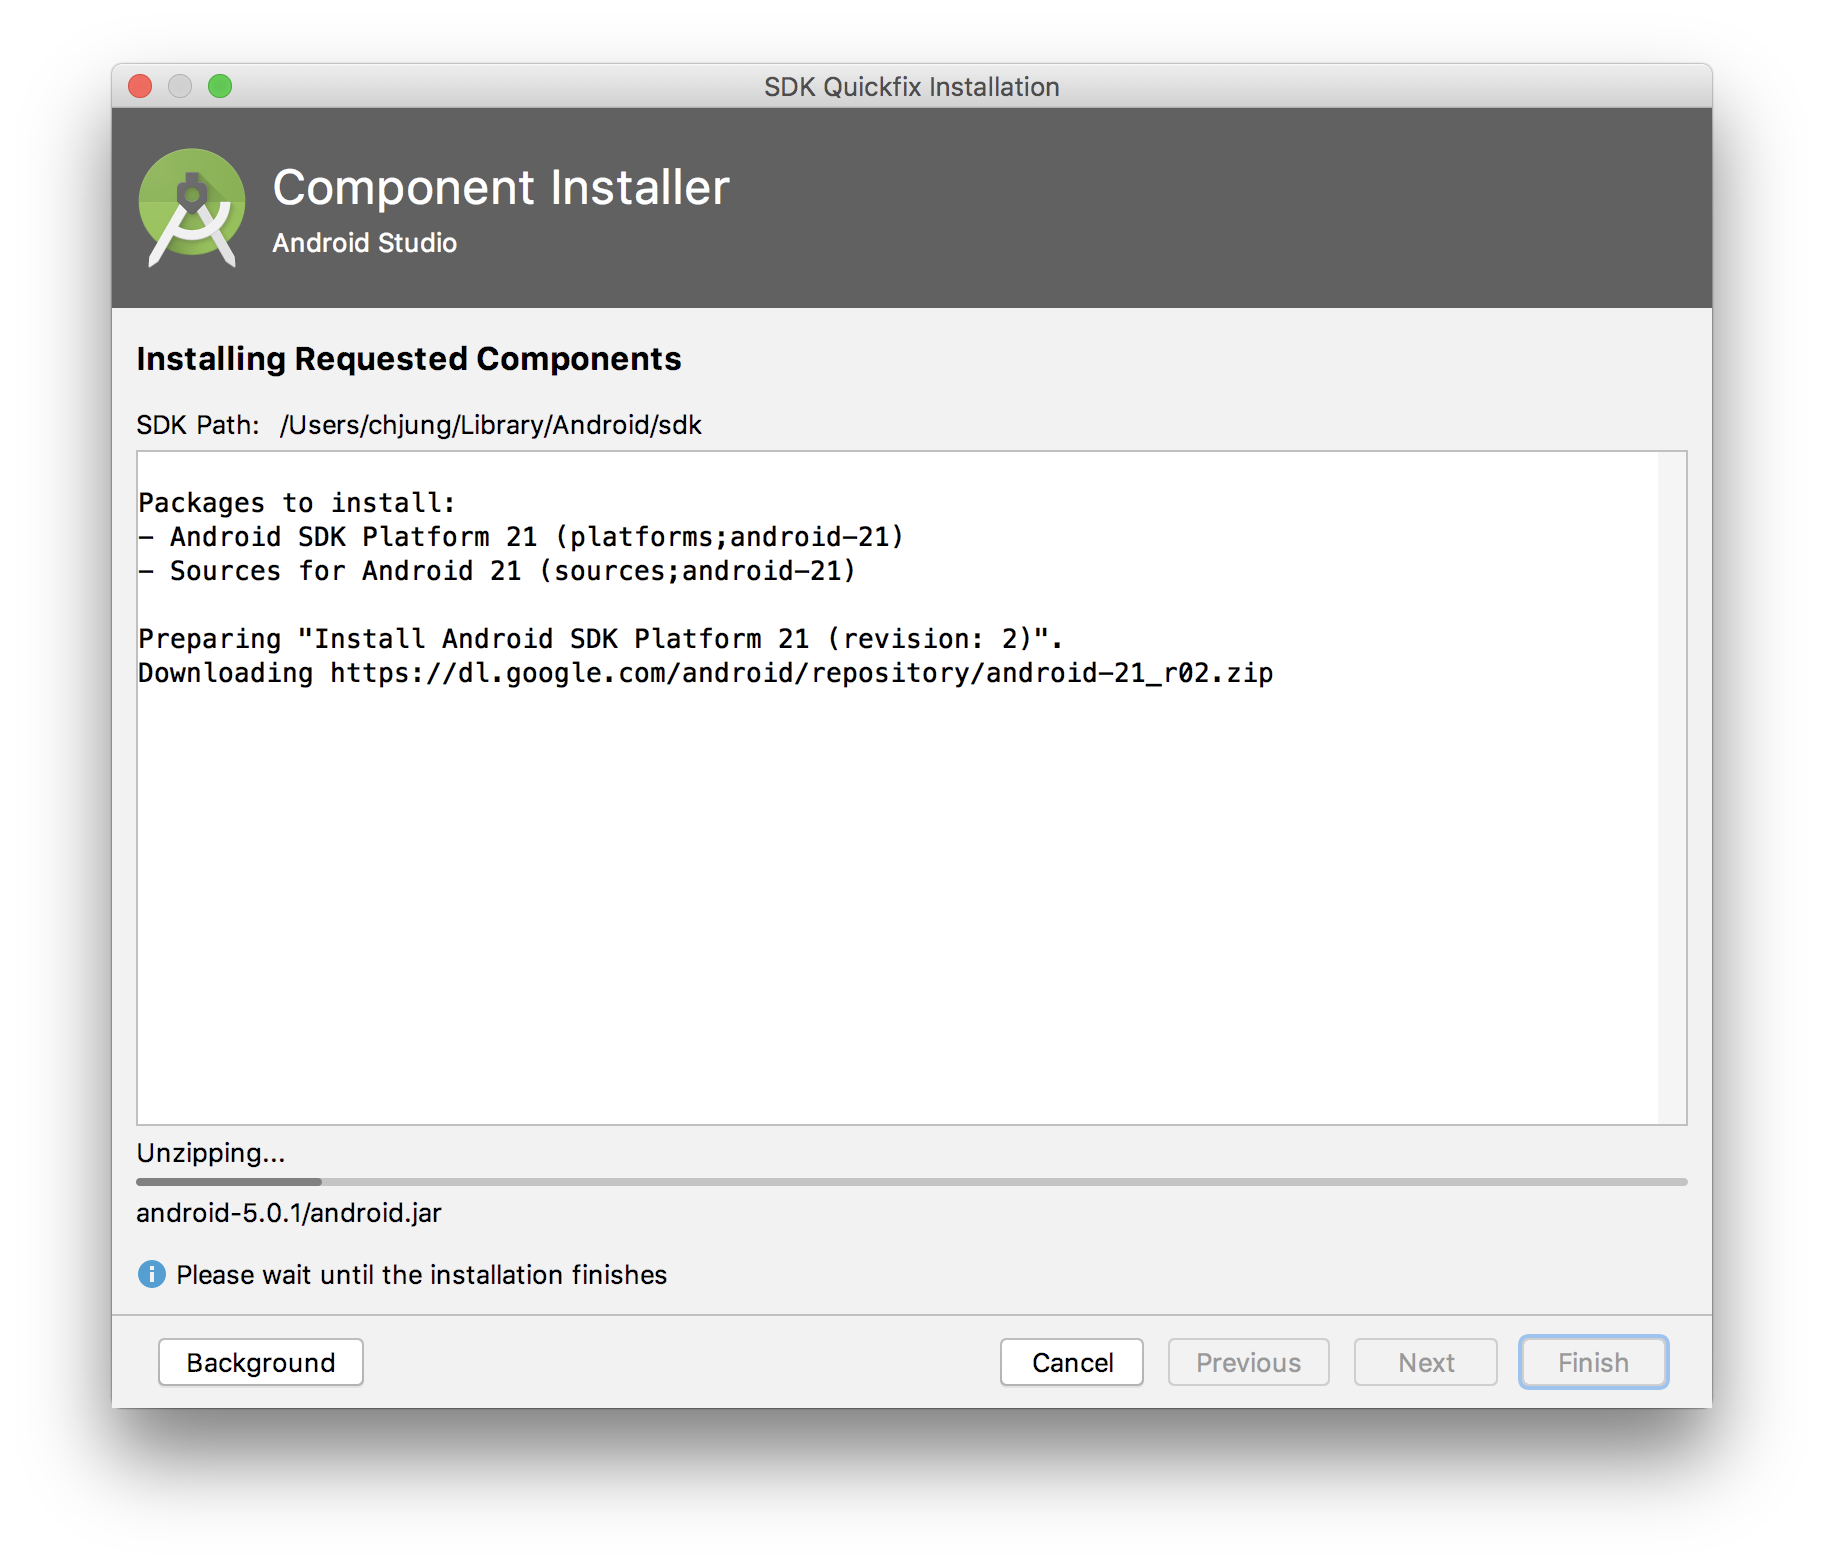 SDK Quickfix Installation
Component Installer
Android Studio
Installing Requested Components
SDK Path: /Users/chjung/Library/Android/sdk
Packages to install:
- Android SDK Platform 21 (platforms;android-21)
- Sources for Android 21 (sources;android-21)
Preparing "Install Android SDK Platform 21 (revision: 2)".
Downloading https://dl.google.com/android/repository/android-21_r02.zip
Unzipping...
android-5.0.1/android.jar
Please wait until the installation finishes
Background Cancel Previous Next Finish